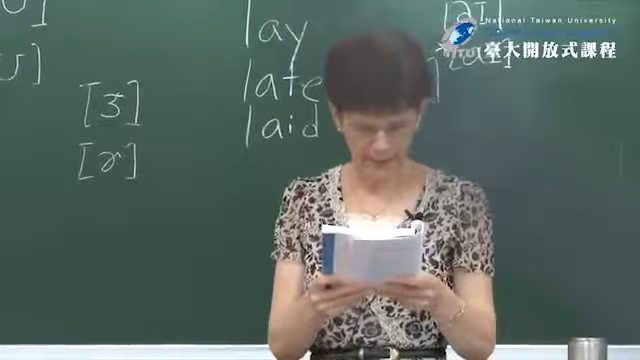 National Taiwan University
臺大開放式課程
lay
late
laid
[ʒ]
[r]
[aɪ]